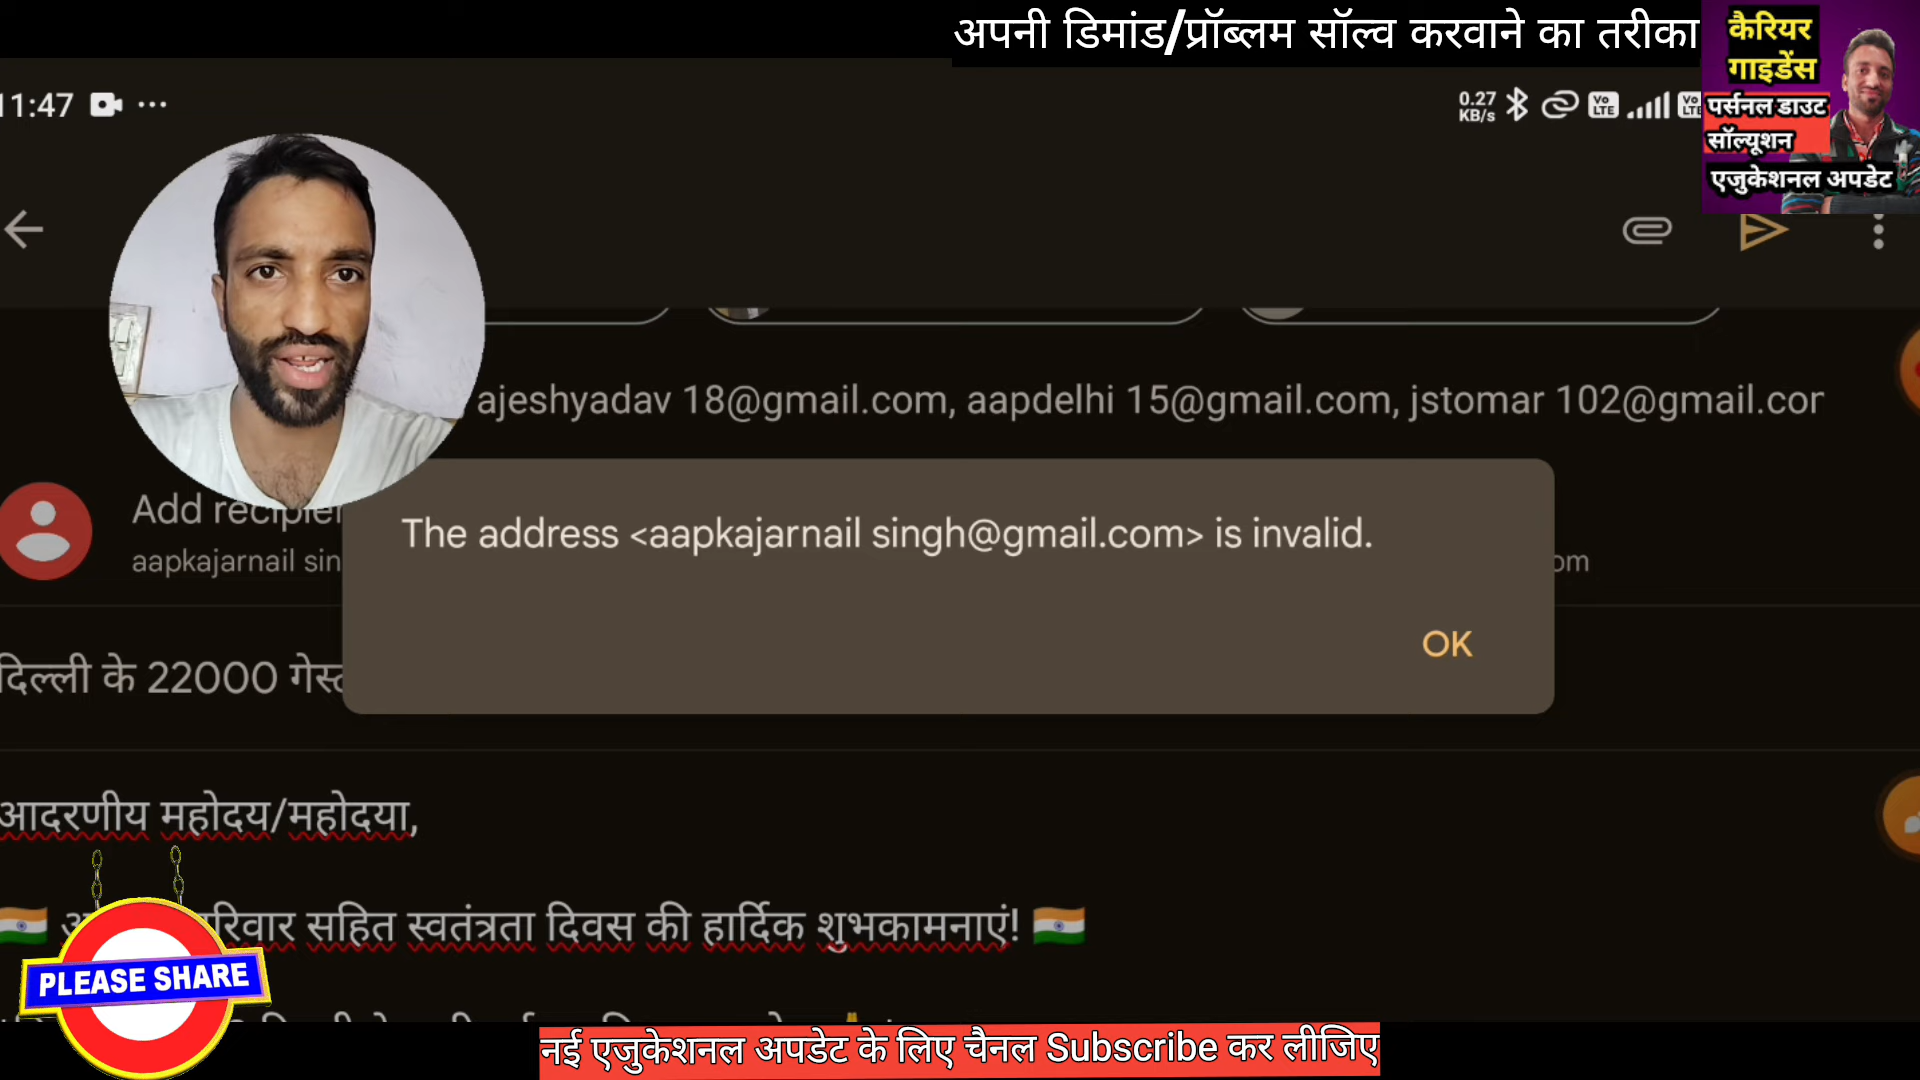 अपनी डिमांड/प्रॉब्लम सॉल्व करवाने का तरीका
कैरियर
गाइडेंस
पर्सनल डाउट
सॉल्यूशन
एजुकेशनल अपडेट
11:47
0.27
KB/s
Vo
LTE
ajeshyadav 18@gmail.com, aapdelhi 15@gmail.com, jstomar 102@gmail.com
Add recipien
aapkajarnail sin
om
The address <aapkajarnail singh@gmail.com> is invalid.
OK
दिल्ली के 22000 गेस्ट
आदरणीय महोदय/महोदया,
रिवार सहित स्वतंत्रता दिवस की हार्दिक शुभकामनाएं!
PLEASE SHARE
नई एजुकेशनल अपडेट के लिए चैनल Subscribe कर लीजिए